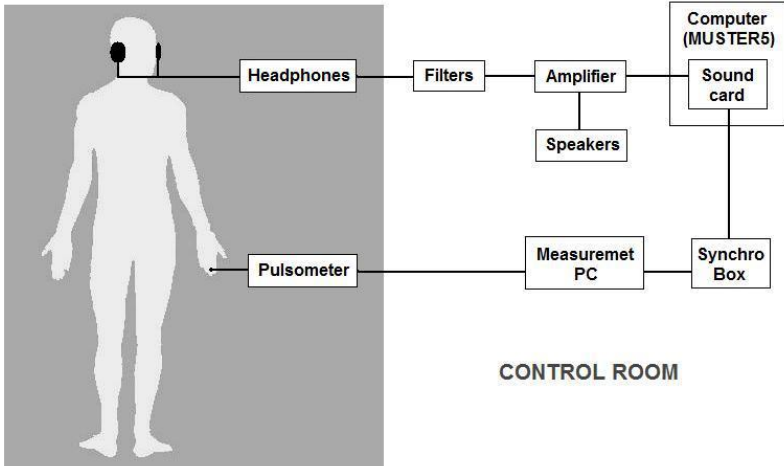 Computer
(MUSTER5)
Headphones
Filters
Amplifier
Sound
card
Speakers
Pulsometer
Measuremet
PC
Synchro
Box
CONTROL ROOM